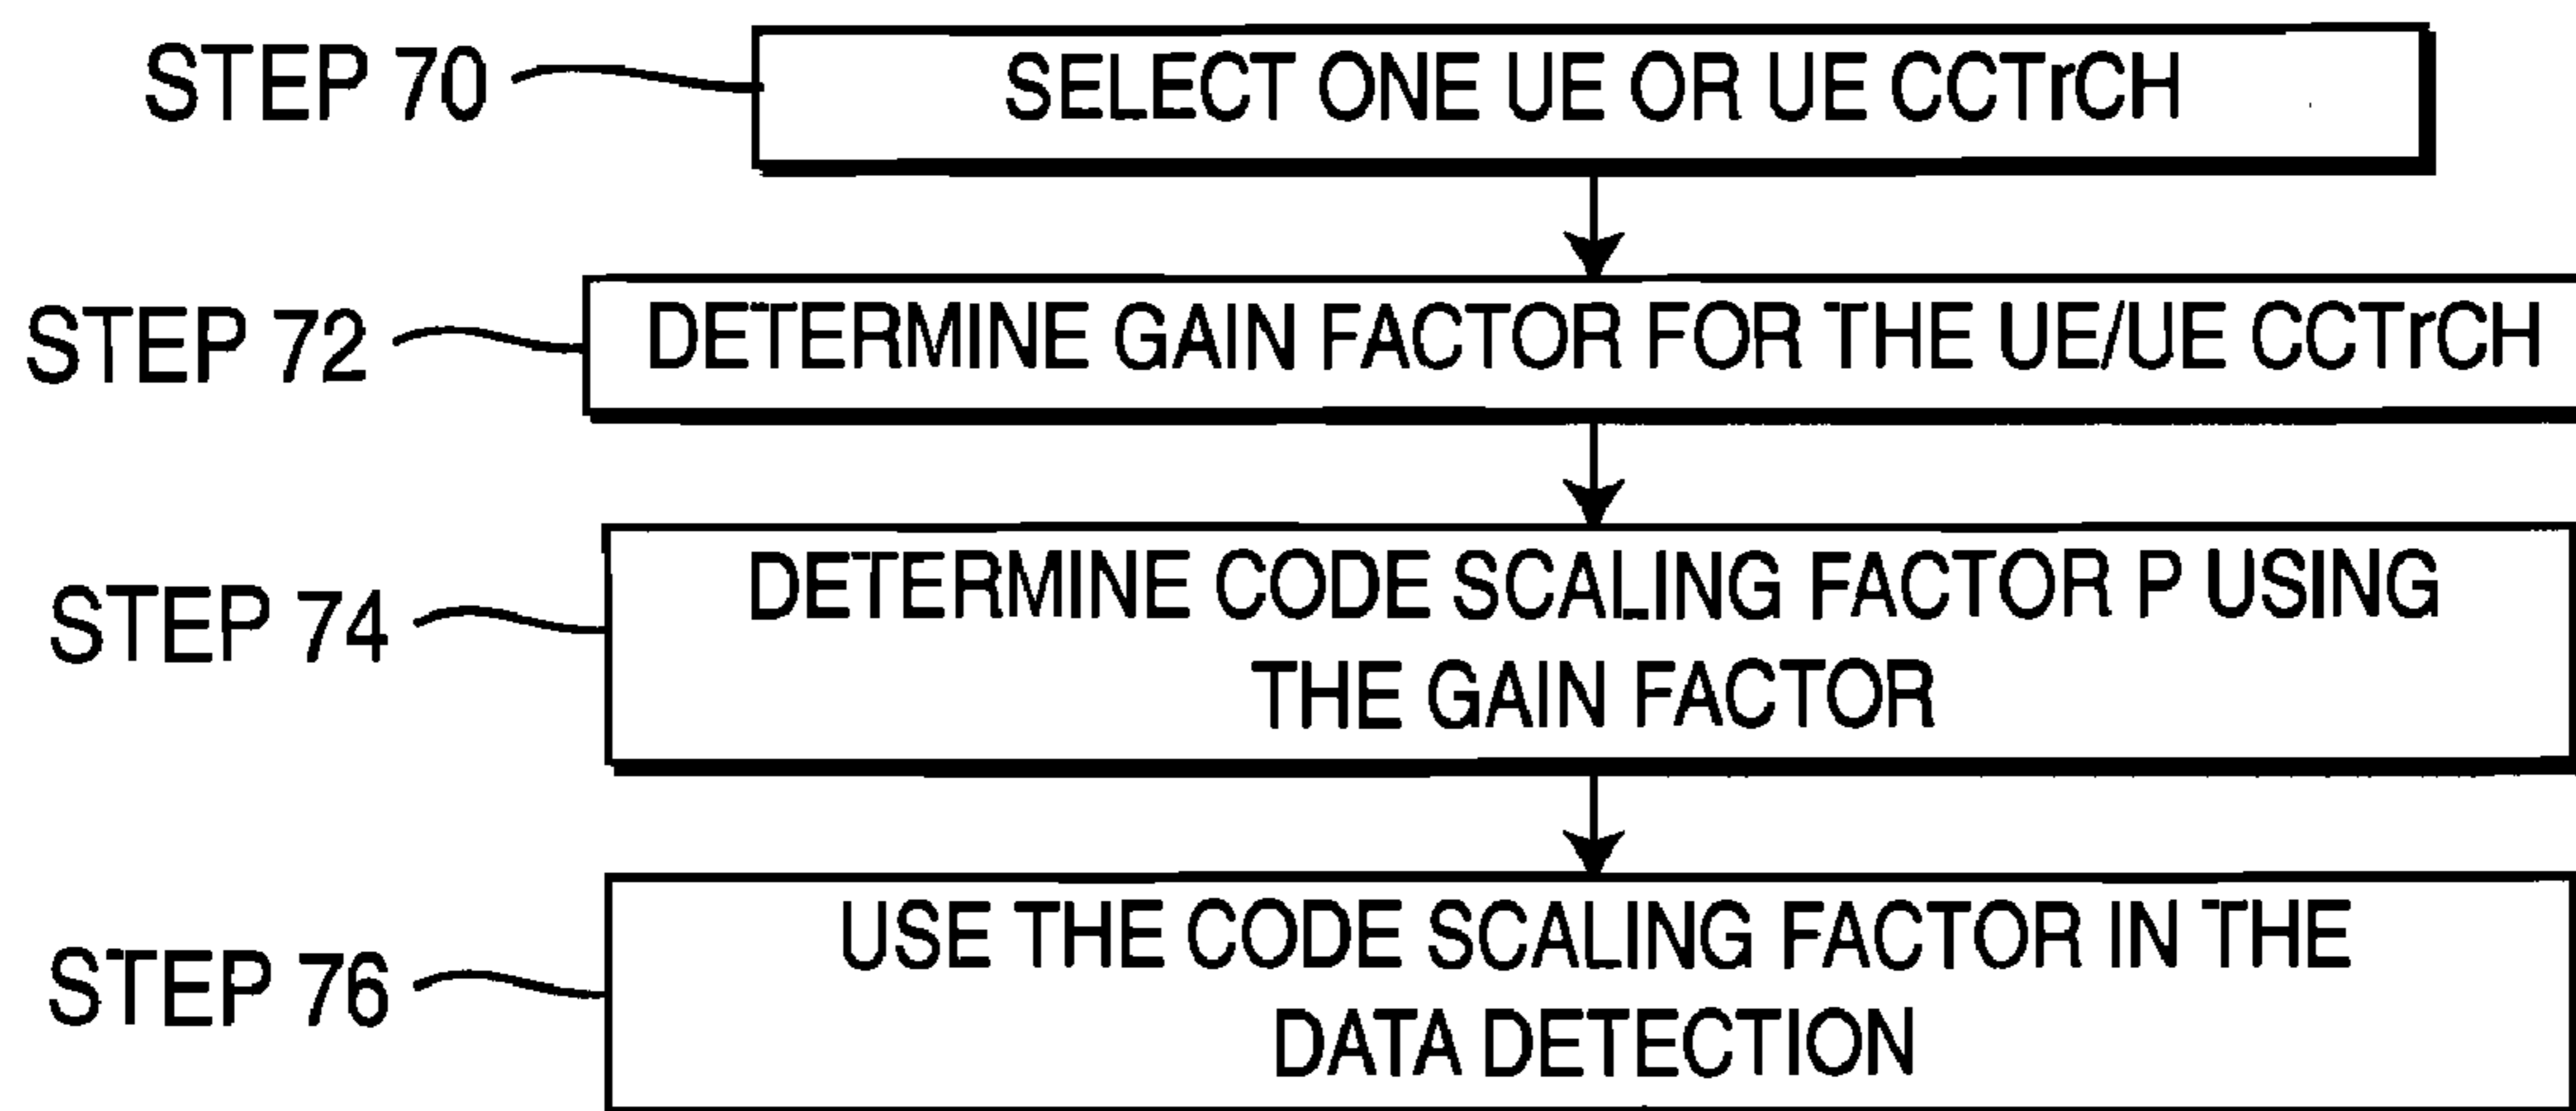 STEP 70
SELECT ONE UE OR UE CCTrCH
STEP 72
DETERMINE GAIN FACTOR FOR THE UE/UE CCTrCH
STEP 74
DETERMINE CODE SCALING FACTOR P USING
THE GAIN FACTOR
STEP 76
USE THE CODE SCALING FACTOR IN THE
DATA DETECTION